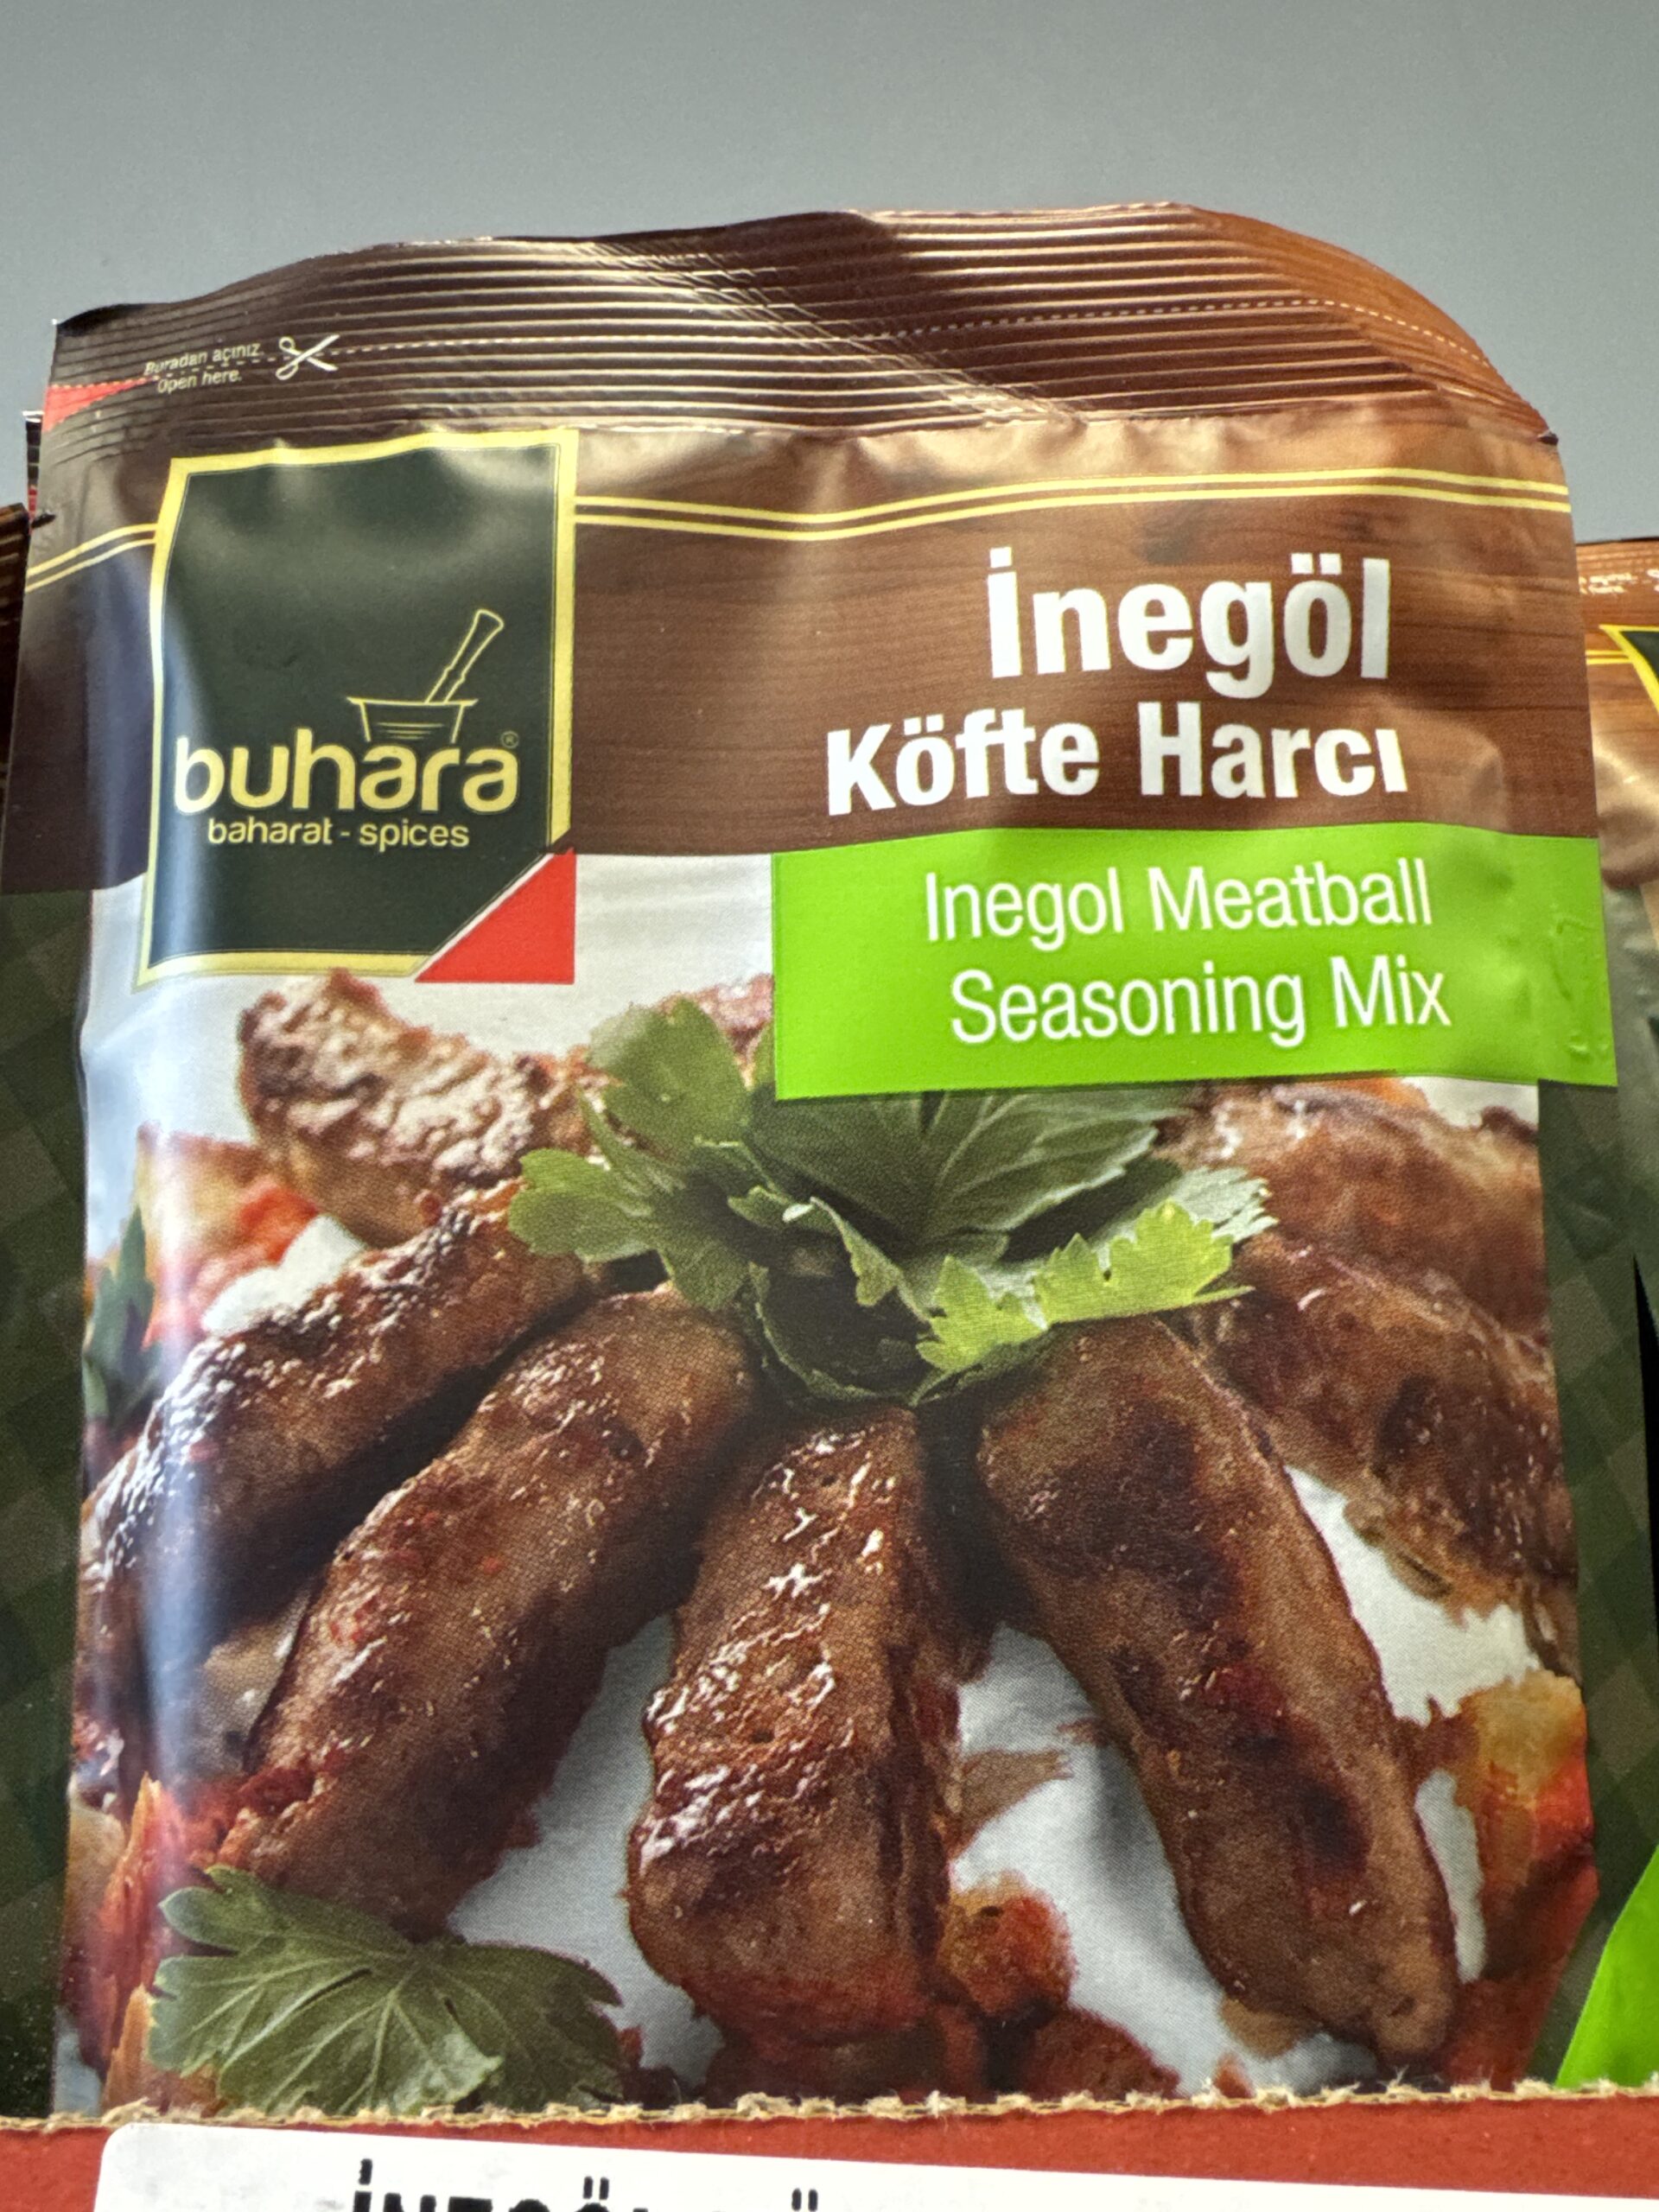 Buradan açınız.
Open here.
buhara®
baharat - spices
İnegöl
Köfte Harcı
Inegol Meatball
Seasoning Mix